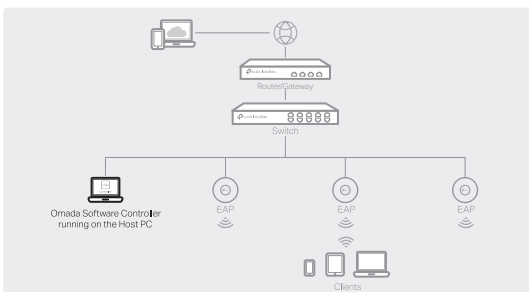 Router/Gateway
Switch
EAP
EAP
EAP
Omada Software Controller
running on the Host PC
Clients